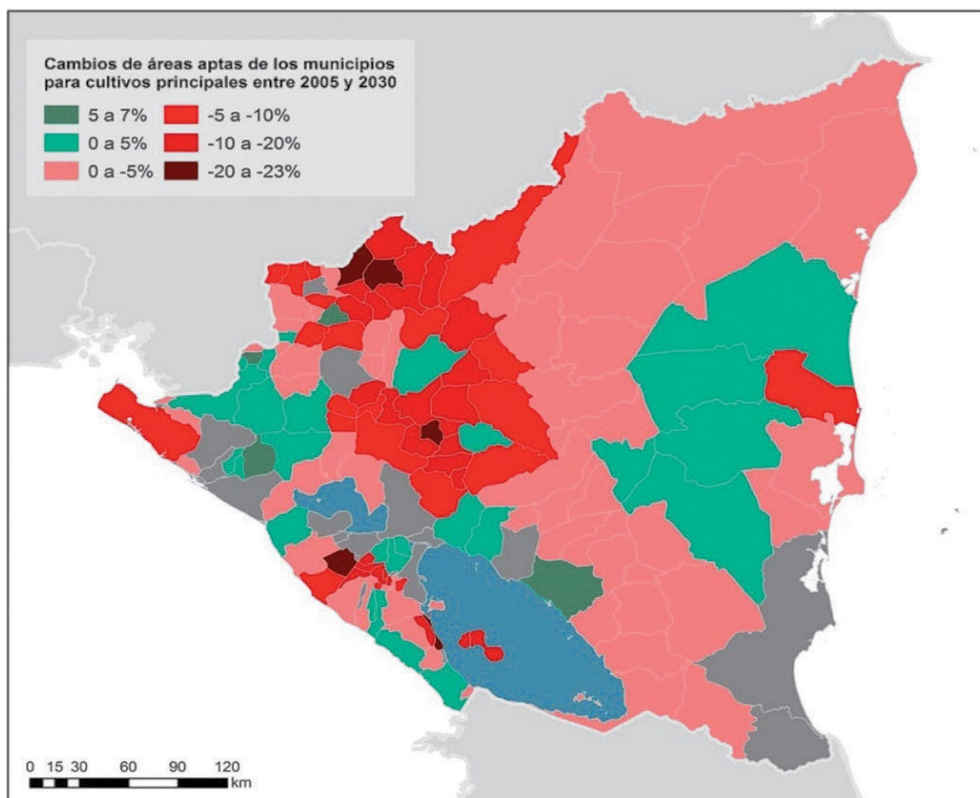 Cambios de áreas aptas de los municipios
para cultivos principales entre 2005 y 2030
5 a 7%
-5 a -10%
0 a 5%
-10 a -20%
0 a -5%
-20 a -23%
0 15 30 60 90 120
km